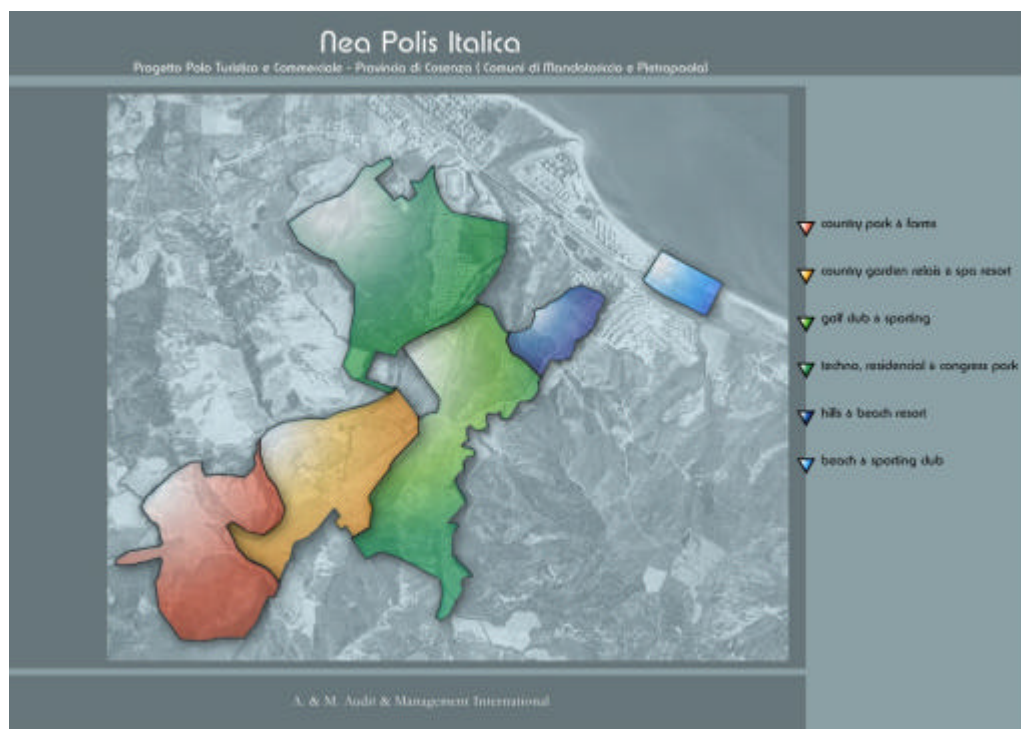 Nea Polis Italica
Progetto Polo Turistico e Commerciale - Provincia di Cosenza ( Comuni di Mandatoriccio e Pietrapaola)
country park & farms
country garden relais & spa resort
golf club & sporting
techno, residencial & congress park
hills & beach resort
beach & sporting club
A. & M. Audit & Management International